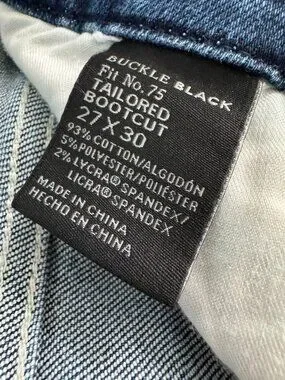 BUCKLE BLACK
Fit No. 75
TAILORED
BOOTCUT
27 X 30
93% COTTON/ALGODÓN
5% POLYESTER/POLIÉSTER
2% LYCRA® SPANDEX/
LICRA® SPANDEX
MADE IN CHINA
HECHO EN CHINA